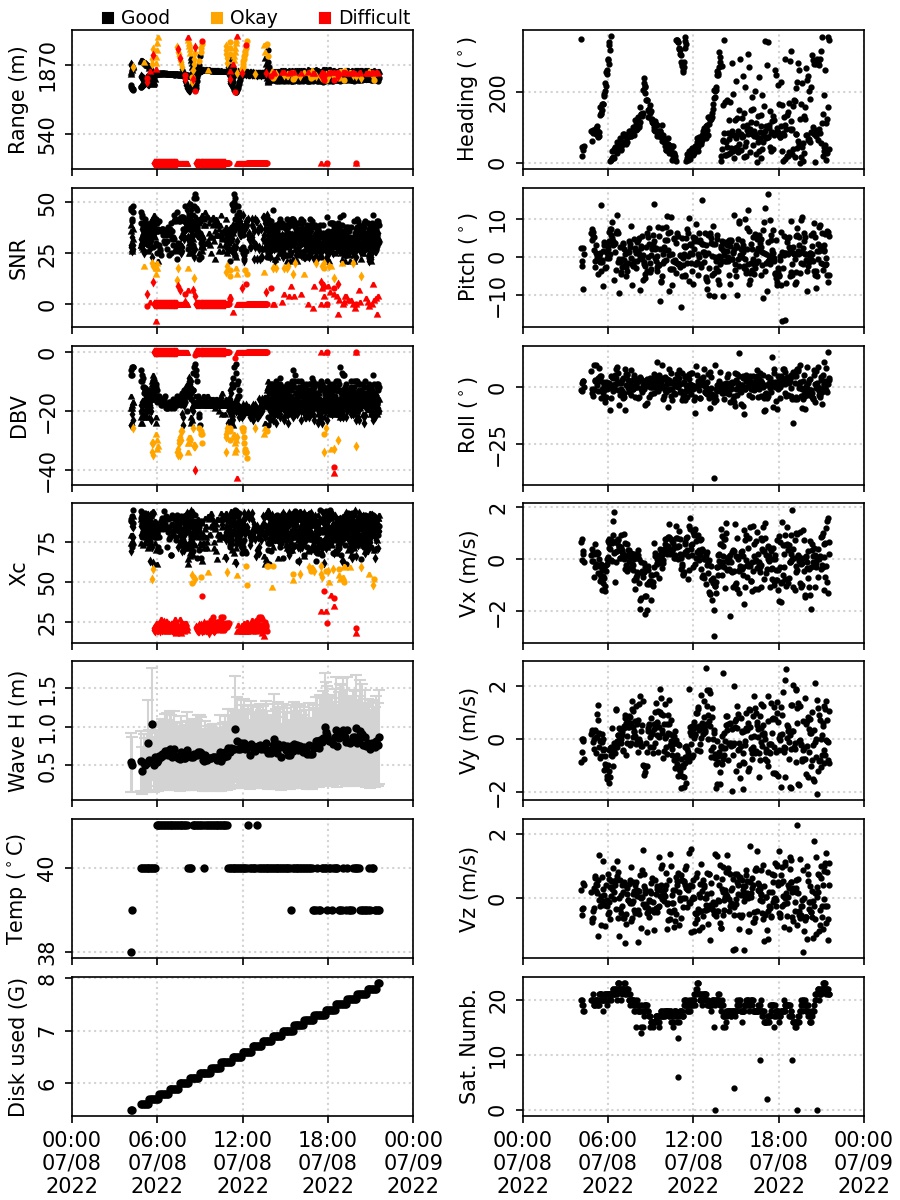 Good Okay Difficult
Range (m)
1870
540
Heading (°)
200
0
SNR
50
25
0
Pitch (°)
10
0
−10
DBV
0
−20
−40
Roll (°)
0
−25
Xc
75
50
25
Vx (m/s)
2
0
−2
Wave H (m)
1.5
1.0
0.5
Vy (m/s)
2
0
−2
Temp (°C)
40
38
Vz (m/s)
2
0
Disk used (G)
8
7
6
Sat. Numb.
20
10
0
00:00 06:00 12:00 18:00 00:00
07/08 07/08 07/08 07/08 07/09
2022 2022 2022 2022 2022
00:00 06:00 12:00 18:00 00:00
07/08 07/08 07/08 07/08 07/09
2022 2022 2022 2022 2022